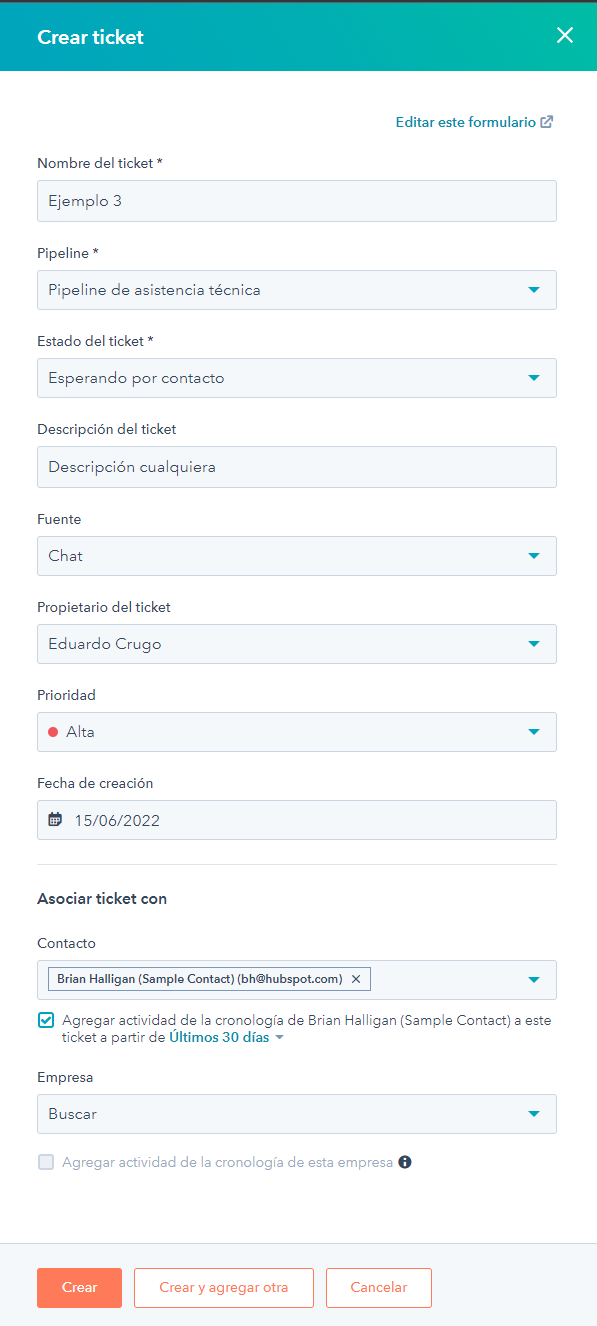 Crear ticket
Editar este formulario
Nombre del ticket *
Ejemplo 3
Pipeline *
Pipeline de asistencia técnica
Estado del ticket *
Esperando por contacto
Descripción del ticket
Descripción cualquiera
Fuente
Chat
Propietario del ticket
Eduardo Crugo
Prioridad
Alta
Fecha de creación
15/06/2022
Asociar ticket con
Contacto
Brian Halligan (Sample Contact) (bh@hubspot.com)
Agregar actividad de la cronología de Brian Halligan (Sample Contact) a este
ticket a partir de Últimos 30 días
Empresa
Buscar
Agregar actividad de la cronología de esta empresa
Crear
Crear y agregar otra
Cancelar